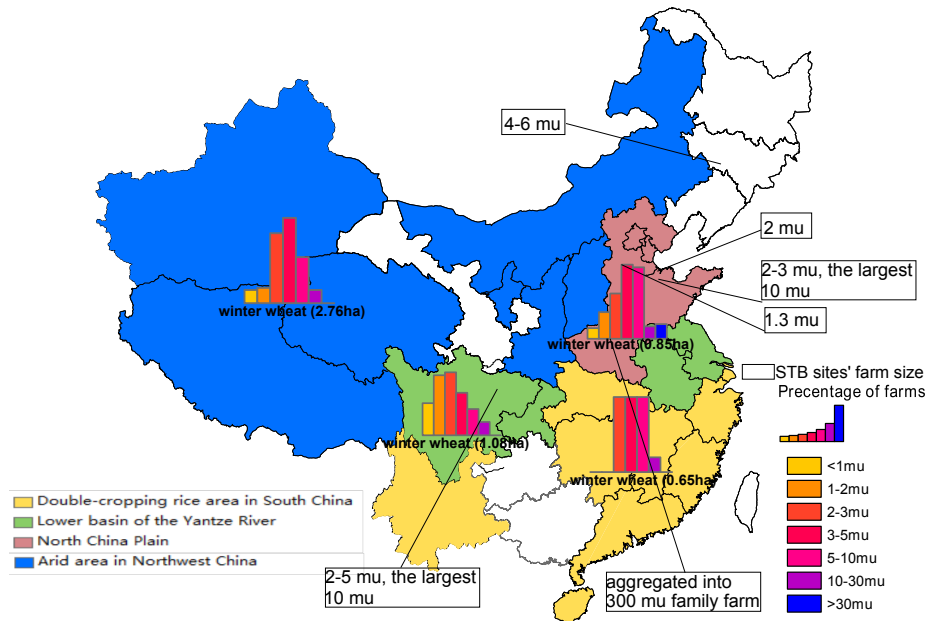 4-6 mu
2 mu
2-3 mu, the largest
10 mu
1.3 mu
winter wheat (2.76ha)
winter wheat (0.85ha)
STB sites' farm size
Precentage of farms
winter wheat (1.08ha)
winter wheat (0.65ha)
<1mu
1-2mu
2-3mu
3-5mu
5-10mu
10-30mu
>30mu
Double-cropping rice area in South China
Lower basin of the Yantze River
North China Plain
Arid area in Northwest China
2-5 mu, the largest
10 mu
aggregated into
300 mu family farm